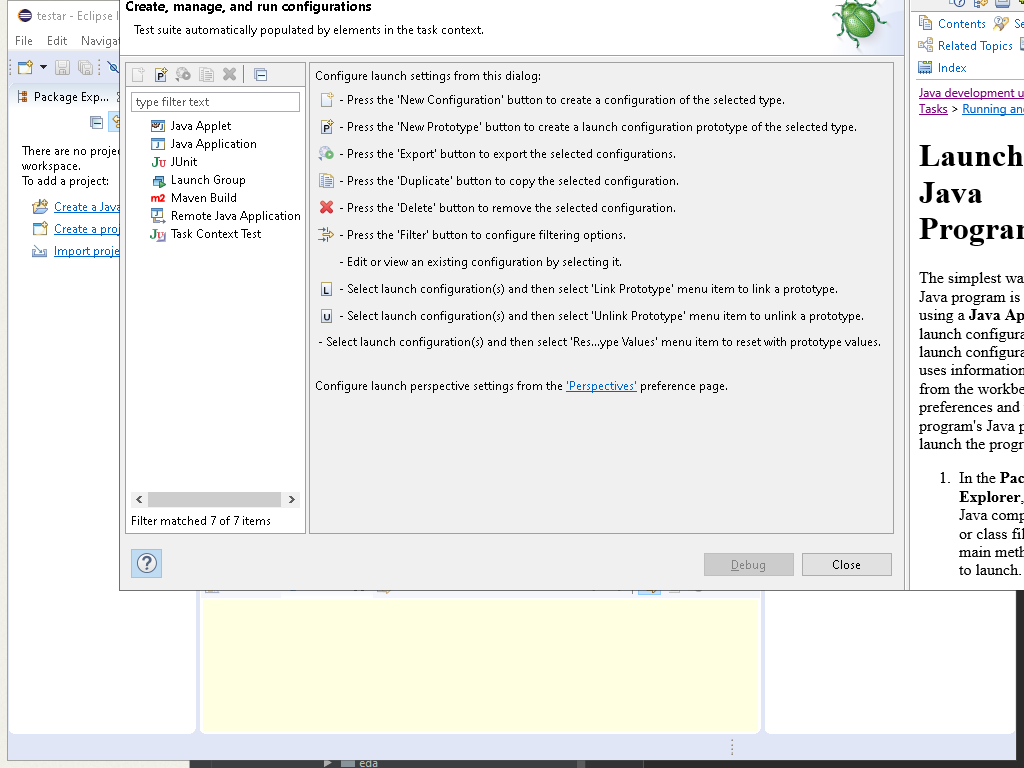 testar - Eclipse I
File Edit Navigat
Package Exp...
There are no projec
workspace.
To add a project:
Create a Java
Create a proj
Import proje
Create, manage, and run configurations
Test suite automatically populated by elements in the task context.
type filter text
Java Applet
Java Application
JUnit
Launch Group
Maven Build
Remote Java Application
Task Context Test
Filter matched 7 of 7 items
Configure launch settings from this dialog:
- Press the 'New Configuration' button to create a configuration of the selected type.
- Press the 'New Prototype' button to create a launch configuration prototype of the selected type.
- Press the 'Export' button to export the selected configurations.
- Press the 'Duplicate' button to copy the selected configuration.
- Press the 'Delete' button to remove the selected configuration.
- Press the 'Filter' button to configure filtering options.
- Edit or view an existing configuration by selecting it.
- Select launch configuration(s) and then select 'Link Prototype' menu item to link a prototype.
- Select launch configuration(s) and then select 'Unlink Prototype' menu item to unlink a prototype.
- Select launch configuration(s) and then select 'Res...ype Values' menu item to reset with prototype values.
Configure launch perspective settings from the 'Perspectives' preference page.
Debug
Close
Contents Se
Related Topics
Index
Java development u
Tasks > Running and
Launch
Java
Program
The simplest wa
Java program is
using a Java Ap
launch configura
launch configura
uses information
from the workbe
preferences and
program's Java p
launch the progr
1. In the Pac
Explorer,
Java comp
or class fil
main meth
to launch.
eda